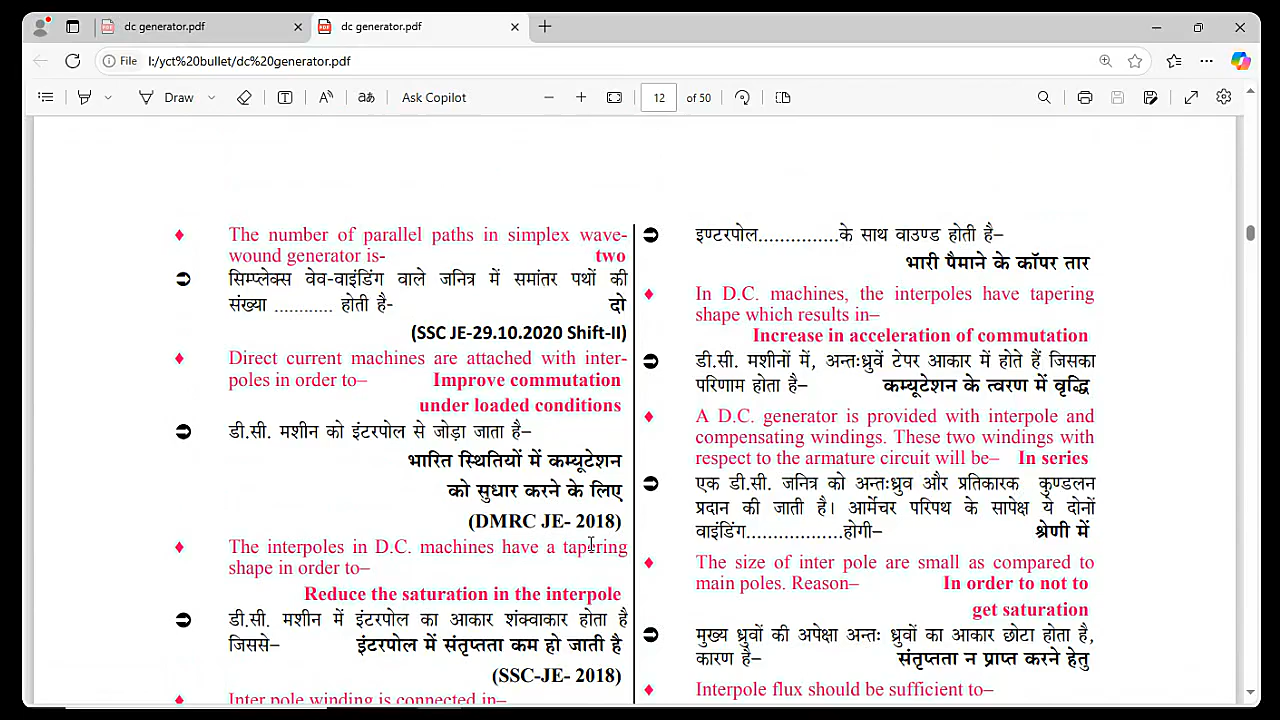 dc generator.pdf
dc generator.pdf
File
I:/yct%20bullet/dc%20generator.pdf
Draw
Ask Copilot
12
of 50
The number of parallel paths in simplex wave-
wound generator is- two
सिम्प्लेक्स वेव-वाइंडिंग वाले जनित्र में समांतर पथों की
संख्या ............ होती है- दो
(SSC JE-29.10.2020 Shift-II)
Direct current machines are attached with inter-
poles in order to– Improve commutation
under loaded conditions
डी.सी. मशीन को इंटरपोल से जोड़ा जाता है–
भारित स्थितियों में कम्यूटेशन
को सुधार करने के लिए
(DMRC JE- 2018)
The interpoles in D.C. machines have a tapering
shape in order to–
Reduce the saturation in the interpole
डी.सी. मशीन में इंटरपोल का आकार शंक्वाकार होता है
जिससे– इंटरपोल में संतृप्तता कम हो जाती है
(SSC-JE- 2018)
Inter pole winding is connected in–
इण्टरपोल...............के साथ वाउण्ड होती है–
भारी पैमाने के कॉपर तार
In D.C. machines, the interpoles have tapering
shape which results in–
Increase in acceleration of commutation
डी.सी. मशीनों में, अन्तःध्रुवें टेपर आकार में होते हैं जिसका
परिणाम होता है– कम्यूटेशन के त्वरण में वृद्धि
A D.C. generator is provided with interpole and
compensating windings. These two windings with
respect to the armature circuit will be– In series
एक डी.सी. जनित्र को अन्तःध्रुव और प्रतिकारक कुण्डलन
प्रदान की जाती है। आर्मेचर परिपथ के सापेक्ष ये दोनों
वाइंडिंग..................होगी– श्रेणी में
The size of inter pole are small as compared to
main poles. Reason– In order to not to
get saturation
मुख्य ध्रुवों की अपेक्षा अन्तः ध्रुवों का आकार छोटा होता है,
कारण है– संतृप्तता न प्राप्त करने हेतु
Interpole flux should be sufficient to–